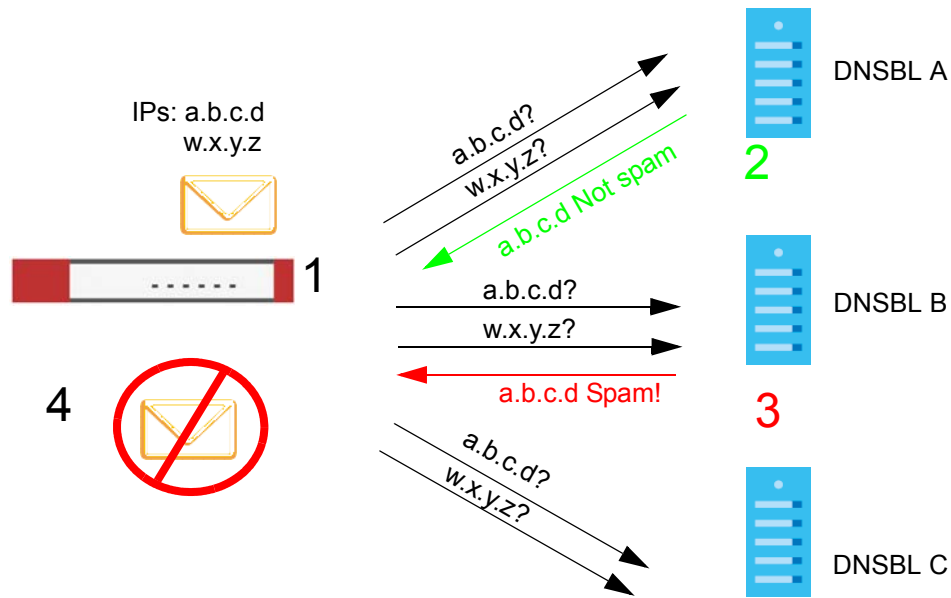 DNSBL A
IPs: a.b.c.d
w.x.y.z
a.b.c.d?
w.x.y.z?
a.b.c.d Not spam
2
1
a.b.c.d?
w.x.y.z?
a.b.c.d Spam!
DNSBL B
3
4
a.b.c.d?
w.x.y.z?
DNSBL C